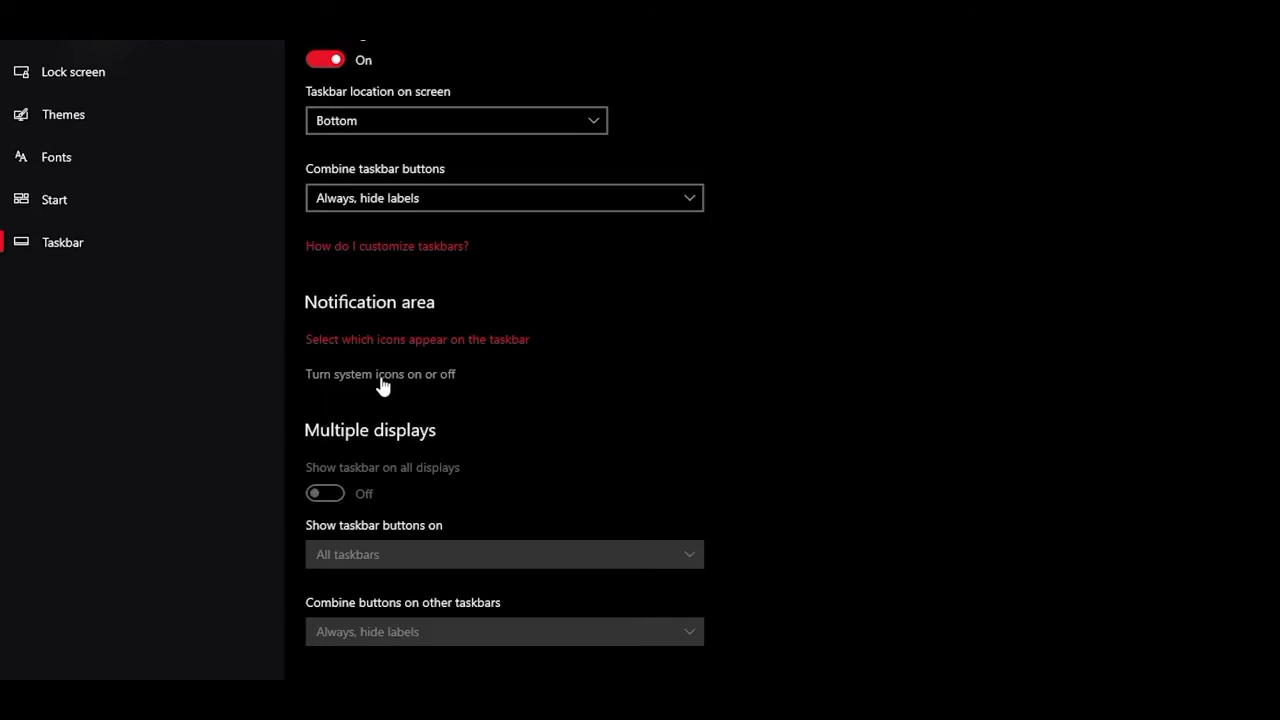 Lock screen
Themes
Fonts
Start
Taskbar
On
Taskbar location on screen
Bottom
Combine taskbar buttons
Always, hide labels
How do I customize taskbars?
Notification area
Select which icons appear on the taskbar
Turn system icons on or off
Multiple displays
Show taskbar on all displays
Off
Show taskbar buttons on
All taskbars
Combine buttons on other taskbars
Always, hide labels